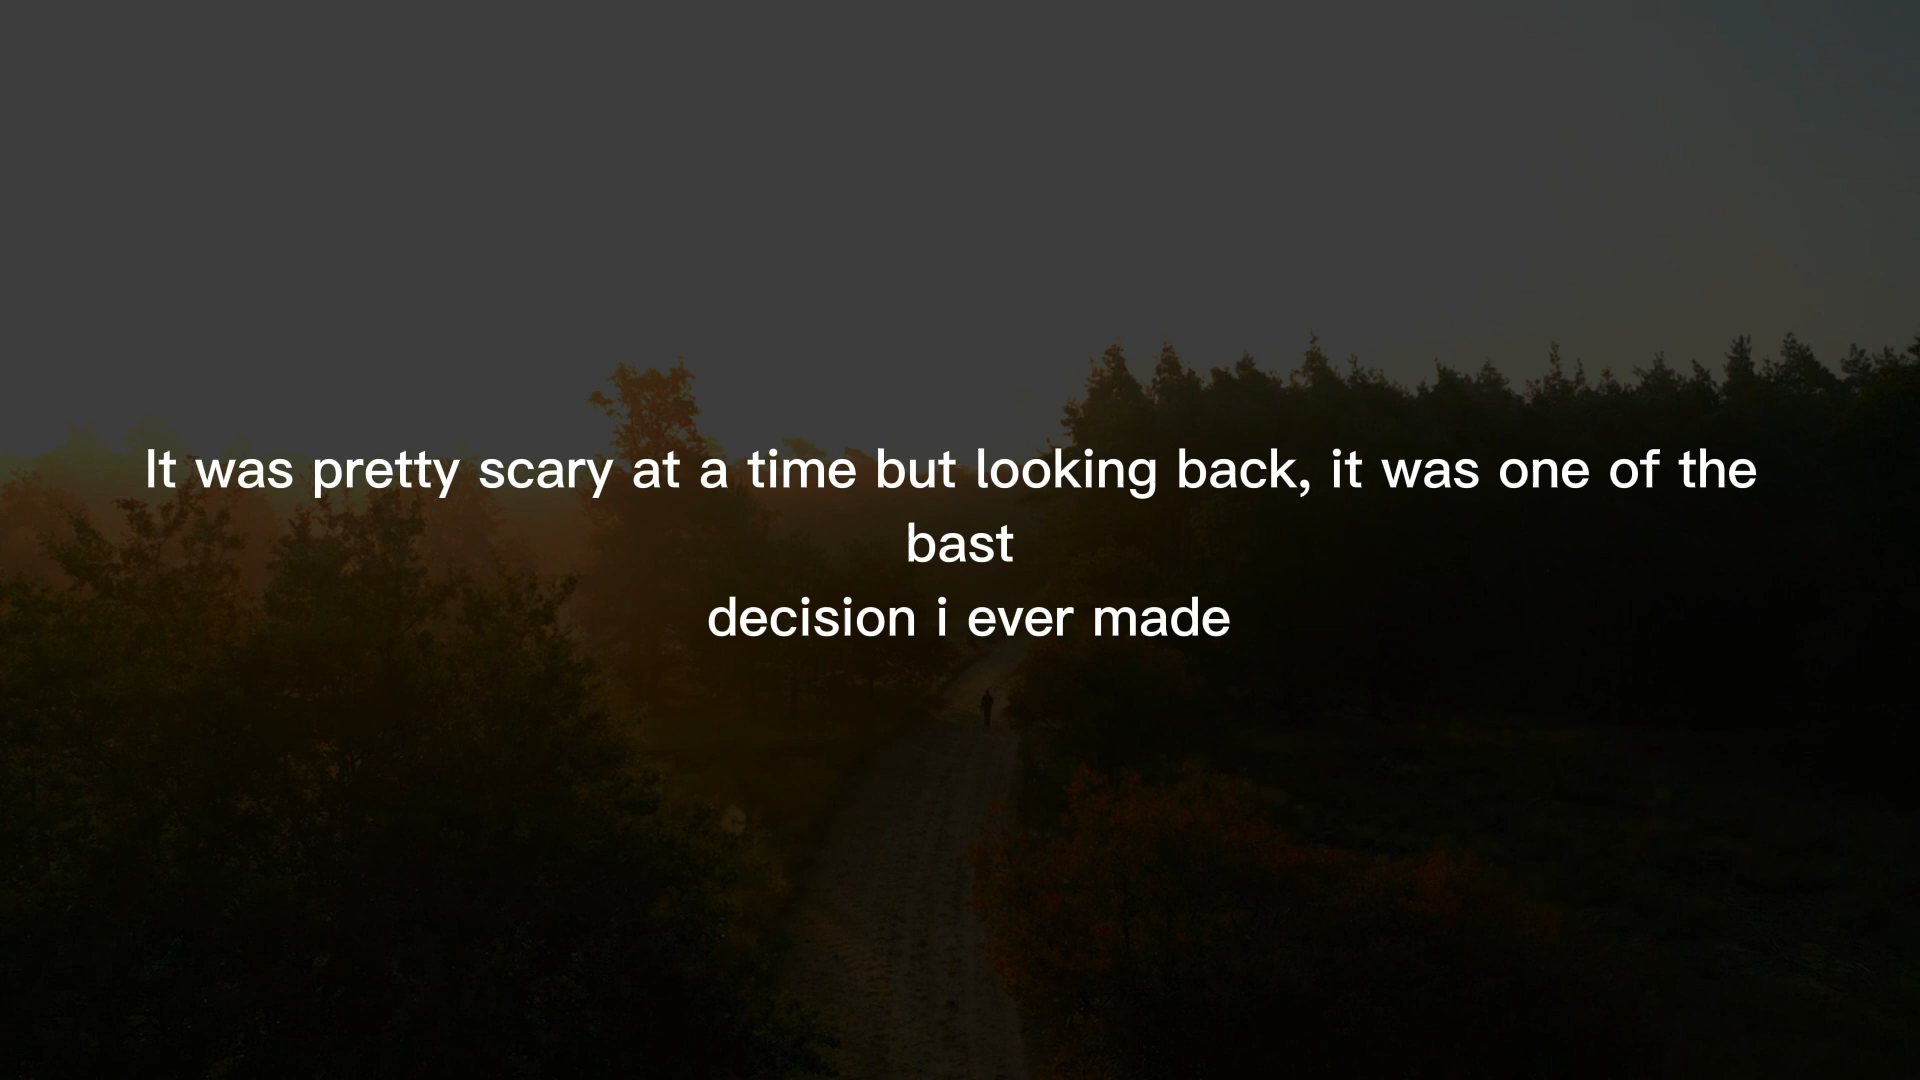 It was pretty scary at a time but looking back, it was one of the
bast
decision i ever made